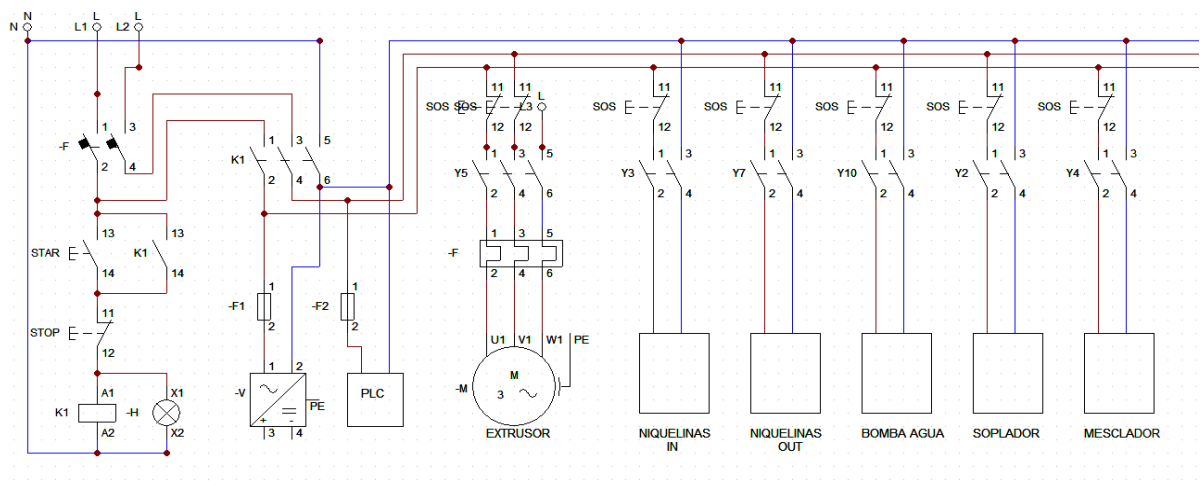 N L L
N L1 L2
11 11 11 11 11 11 11
SOS SOS L3 L SOS SOS SOS SOS SOS
12 12 12 12 12 12 12
1 3
-F
2 4
1 3 5
K1
2 4 6
1 3 5
Y5
2 4 6
1 3
Y3
2 4
1 3
Y7
2 4
1 3
Y10
2 4
1 3
Y2
2 4
1 3
Y4
2 4
13 13
STAR K1
14 14
1 3 5
-F
2 4 6
11
STOP
12
1
-F1
2
1
-F2
2
A1 X1
K1 -H
A2 X2
1 2
-V PE
+ -
3 4
PLC
U1 V1 W1 PE
M
-M 3
EXTRUSOR
NIQUELINAS
IN
NIQUELINAS
OUT
BOMBA AGUA
SOPLADOR
MESCLADOR